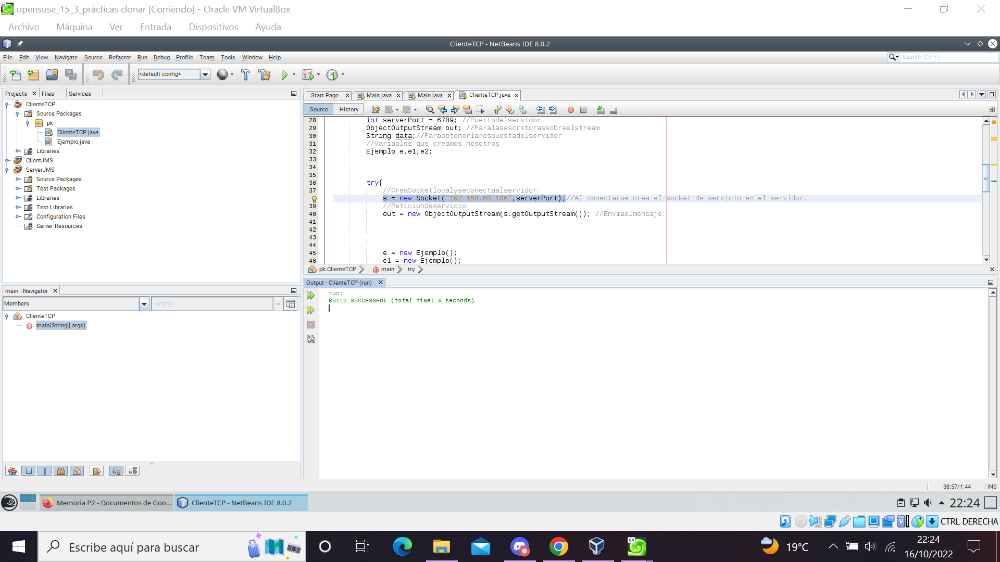 opensuse_15_3_prácticas clonar [Corriendo] - Oracle VM VirtualBox
Archivo Máquina Ver Entrada Dispositivos Ayuda
ClienteTCP - NetBeans IDE 8.0.2
File Edit View Navigate Source Refactor Run Debug Profile Team Tools Window Help
Search (Ctrl+I)
<default config>
Projects Files Services
ClienteTCP
Source Packages
pk
ClienteTCP.java
Ejemplo.java
Libraries
ClientJMS
ServerJMS
Source Packages
Test Packages
Libraries
Test Libraries
Configuration Files
Server Resources
main - Navigator
Members
<empty>
ClienteTCP
main(String[] args)
Start Page Main.java Main.java ClienteTCP.java
Source History
28 int serverPort = 6789; //Puertodelservidor.
29 ObjectOutputStream out; //Paralasescriturassobreelstream
30 String data;//Paraobtenerlarespuestadelservidor
31 //Variables que creamos nosotros
32 Ejemplo e,e1,e2;
33
34
35
36 try{
37 //CreaSocketlocalyseconectaalservidor:
s = new Socket("192.168.68.106",serverPort);//Al conectarse crea el socket de servicio en el servidor.
39 //Peticiondeservicio:
40 out = new ObjectOutputStream(s.getOutputStream()); //Enviaelmensaje:
41
42
43
44
45 e = new Ejemplo();
46 e1 = new Ejemplo();
pk.ClienteTCP main try
Output - ClienteTCP (run)
run:
BUILD SUCCESSFUL (total time: 0 seconds)
38:57/1:44 INS
Memoria P2 - Documentos de Goo... ClienteTCP - NetBeans IDE 8.0.2 22:24
CTRL DERECHA
Escribe aquí para buscar
64
19°C
22:24
16/10/2022